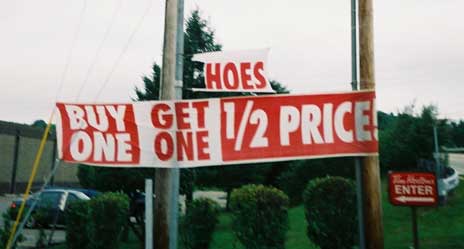 HOES
BUY GET 1/2 PRICE!
ONE ONE
Tim Hortons
ENTER